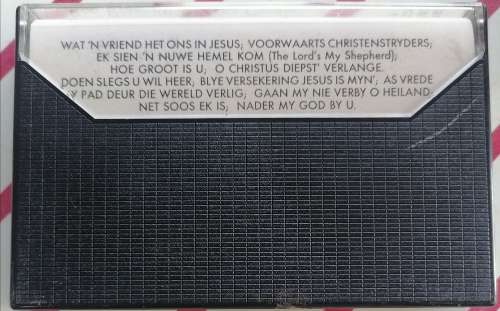 WAT 'N VRIEND HET ONS IN JESUS; VOORWAARTS CHRISTENSTRYDERS;
EK SIEN 'N NUWE HEMEL KOM (The Lord's My Shepherd);
HOE GROOT IS U; O CHRISTUS DIEPST' VERLANGE.
DOEN SLEGS U WIL HEER; BLYE VERSEKERING JESUS IS MYN'; AS VREDE
Y PAD DEUR DIE WERELD VERLIG; GAAN MY NIE VERBY O HEILAND
NET SOOS EK IS; NADER MY GOD BY U.